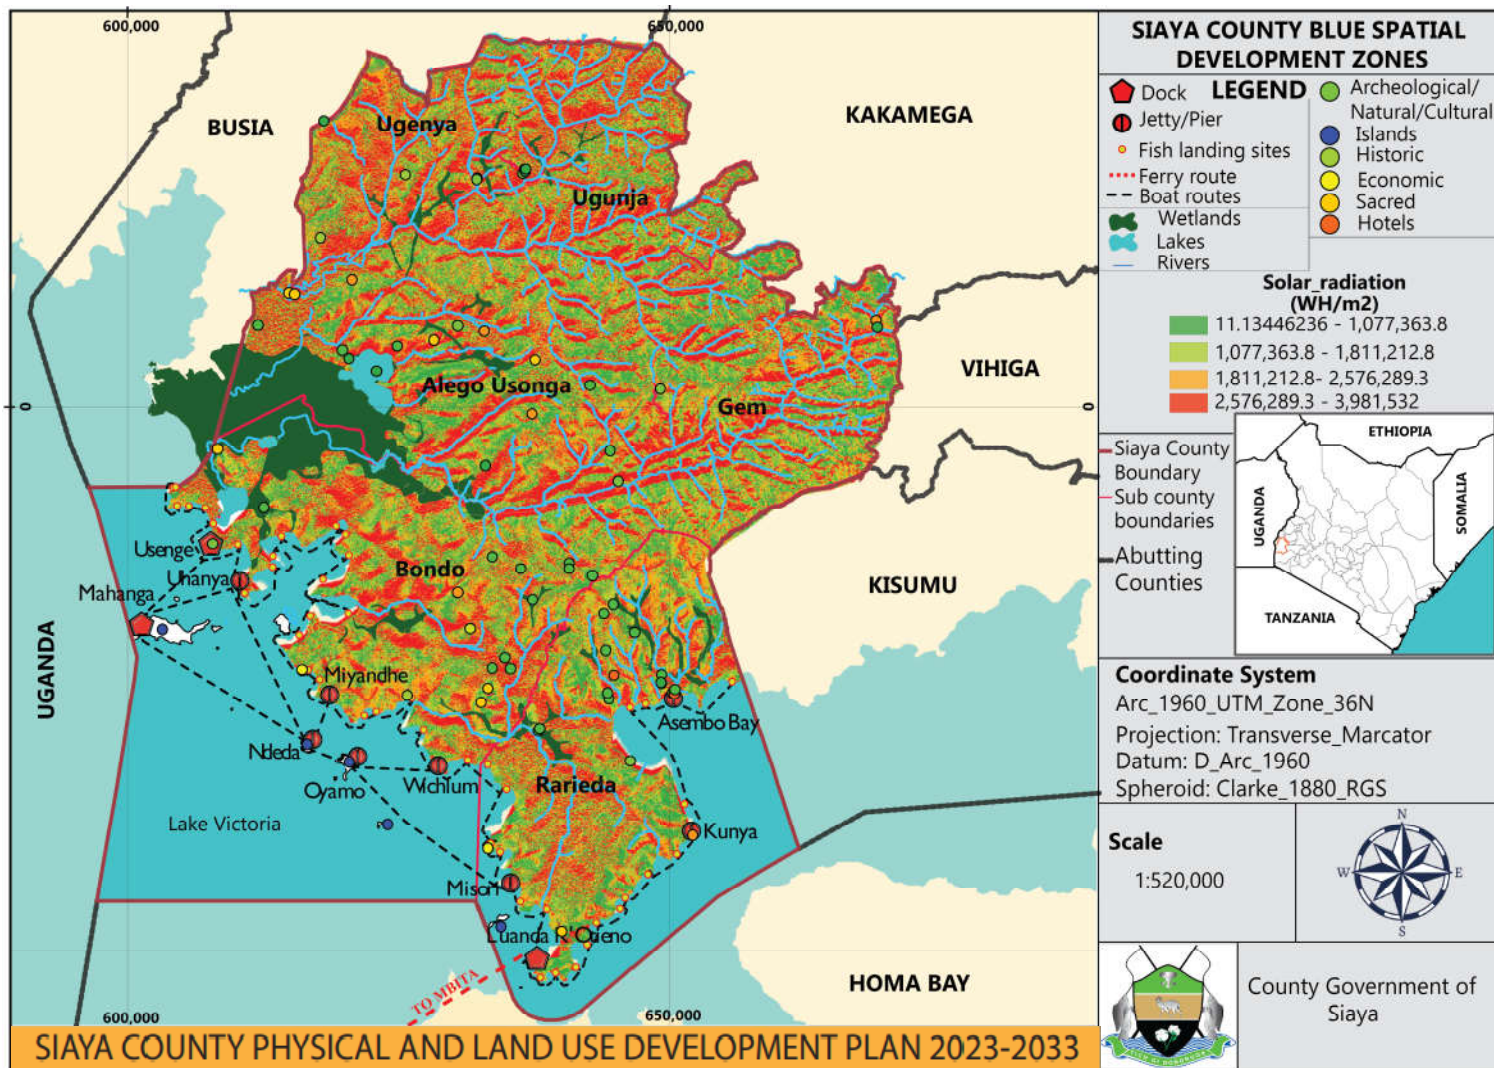 600,000
650,000
BUSIA
KAKAMEGA
Ugenya
Ugunja
VIHIGA
Alego Usonga
Gem
0
0
Usenge
Uhanya
Mahanga
Bondo
KISUMU
UGANDA
Miyandhe
Asembo Bay
Ndeda
Oyamo
Wichlum
Rarieda
Lake Victoria
Kunya
Misori
Luanda K'Otieno
TO MBITA
HOMA BAY
600,000
650,000
SIAYA COUNTY PHYSICAL AND LAND USE DEVELOPMENT PLAN 2023-2033
SIAYA COUNTY BLUE SPATIAL
DEVELOPMENT ZONES
LEGEND
Dock
Jetty/Pier
Fish landing sites
Ferry route
Boat routes
Wetlands
Lakes
Rivers
Archeological/
Natural/Cultural
Islands
Historic
Economic
Sacred
Hotels
Solar_radiation
(WH/m2)
11.13446236 - 1,077,363.8
1,077,363.8 - 1,811,212.8
1,811,212.8- 2,576,289.3
2,576,289.3 - 3,981,532
Siaya County
Boundary
Sub county
boundaries
Abutting
Counties
ETHIOPIA
UGANDA
SOMALIA
TANZANIA
Coordinate System
Arc_1960_UTM_Zone_36N
Projection: Transverse_Marcator
Datum: D_Arc_1960
Spheroid: Clarke_1880_RGS
Scale
1:520,000
N
W
E
S
County Government of
Siaya